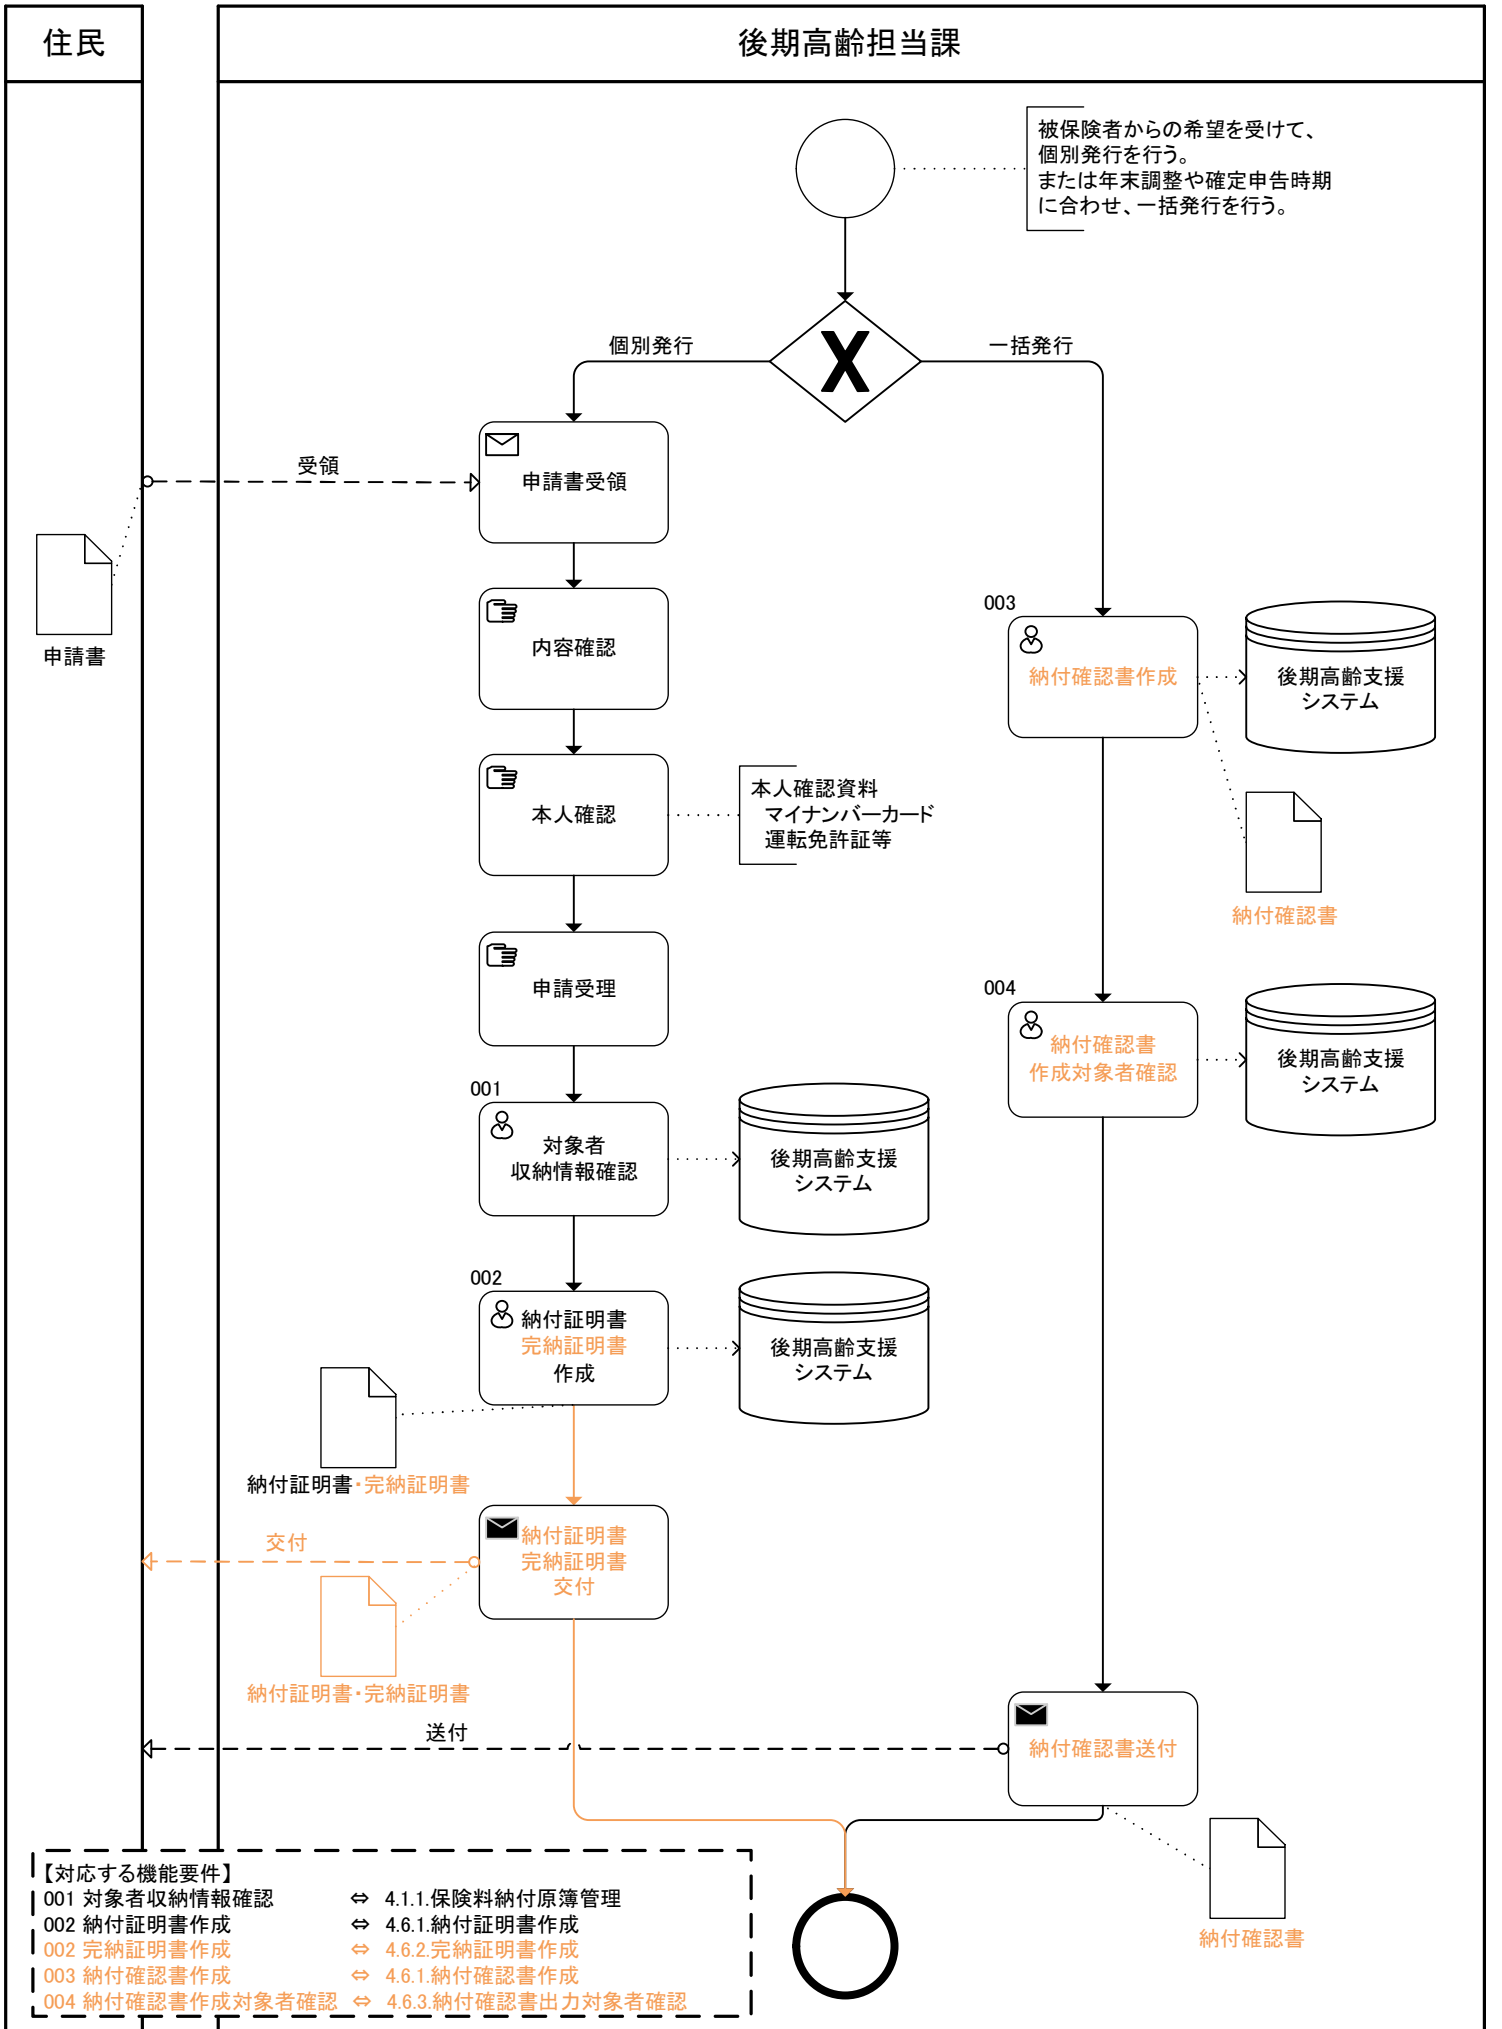 住民
後期高齢担当課
被保険者からの希望を受けて、
個別発行を行う。
または年末調整や確定申告時期
に合わせ、一括発行を行う。
X
個別発行
一括発行
受領
申請書受領
申請書
内容確認
003
納付確認書作成
後期高齢支援
システム
本人確認
本人確認資料
マイナンバーカード
運転免許証等
納付確認書
申請受理
004
納付確認書
作成対象者確認
後期高齢支援
システム
001
対象者
収納情報確認
後期高齢支援
システム
002
納付証明書
完納証明書
作成
後期高齢支援
システム
納付証明書・完納証明書
交付
納付証明書
完納証明書
交付
納付証明書・完納証明書
送付
納付確認書送付
納付確認書
【対応する機能要件】
001 対象者収納情報確認 ⇔ 4.1.1.保険料納付原簿管理
002 納付証明書作成 ⇔ 4.6.1.納付証明書作成
002 完納証明書作成 ⇔ 4.6.2.完納証明書作成
003 納付確認書作成 ⇔ 4.6.1.納付確認書作成
004 納付確認書作成対象者確認 ⇔ 4.6.3.納付確認書出力対象者確認